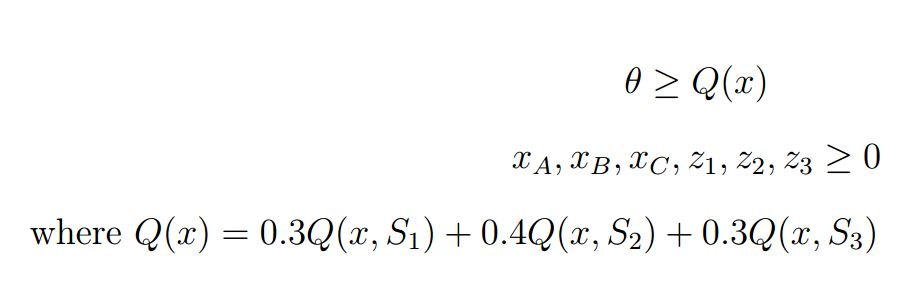 θ ≥ Q(x)
x_A, x_B, x_C, z_1, z_2, z_3 ≥ 0
where Q(x) = 0.3Q(x, S_1) + 0.4Q(x, S_2) + 0.3Q(x, S_3)